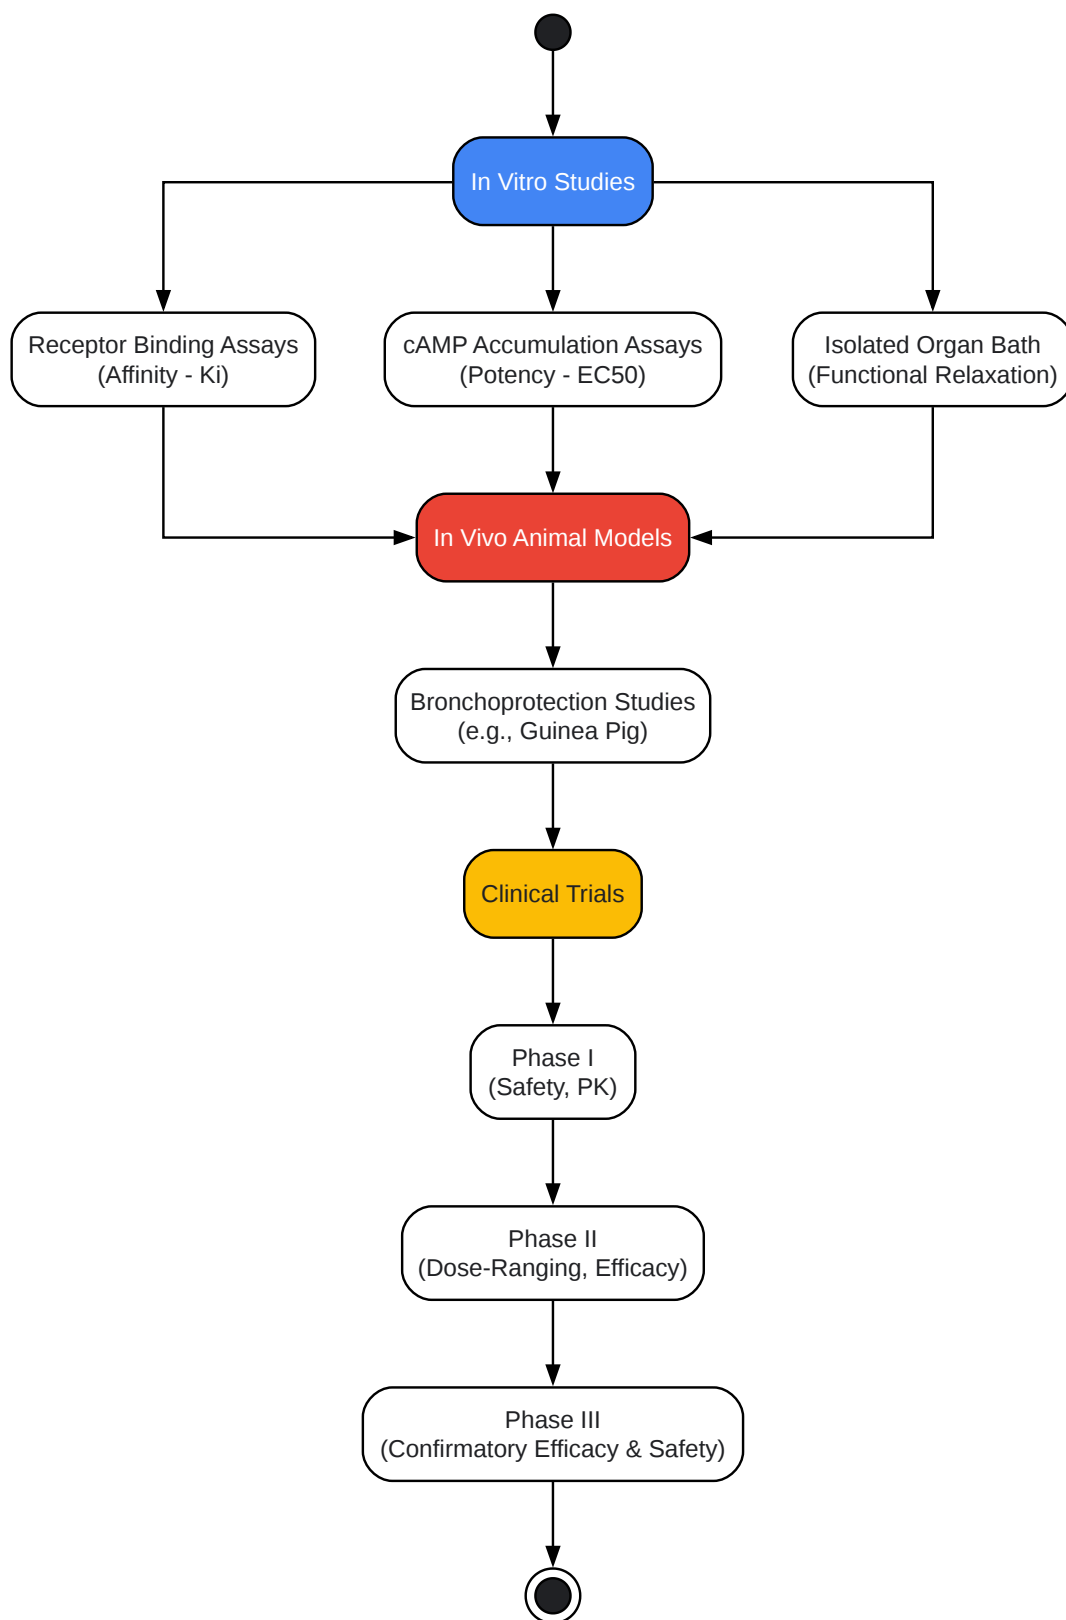 In Vitro Studies
Receptor Binding Assays
(Affinity - Ki)
cAMP Accumulation Assays
(Potency - EC50)
Isolated Organ Bath
(Functional Relaxation)
In Vivo Animal Models
Bronchoprotection Studies
(e.g., Guinea Pig)
Clinical Trials
Phase I
(Safety, PK)
Phase II
(Dose-Ranging, Efficacy)
Phase III
(Confirmatory Efficacy & Safety)